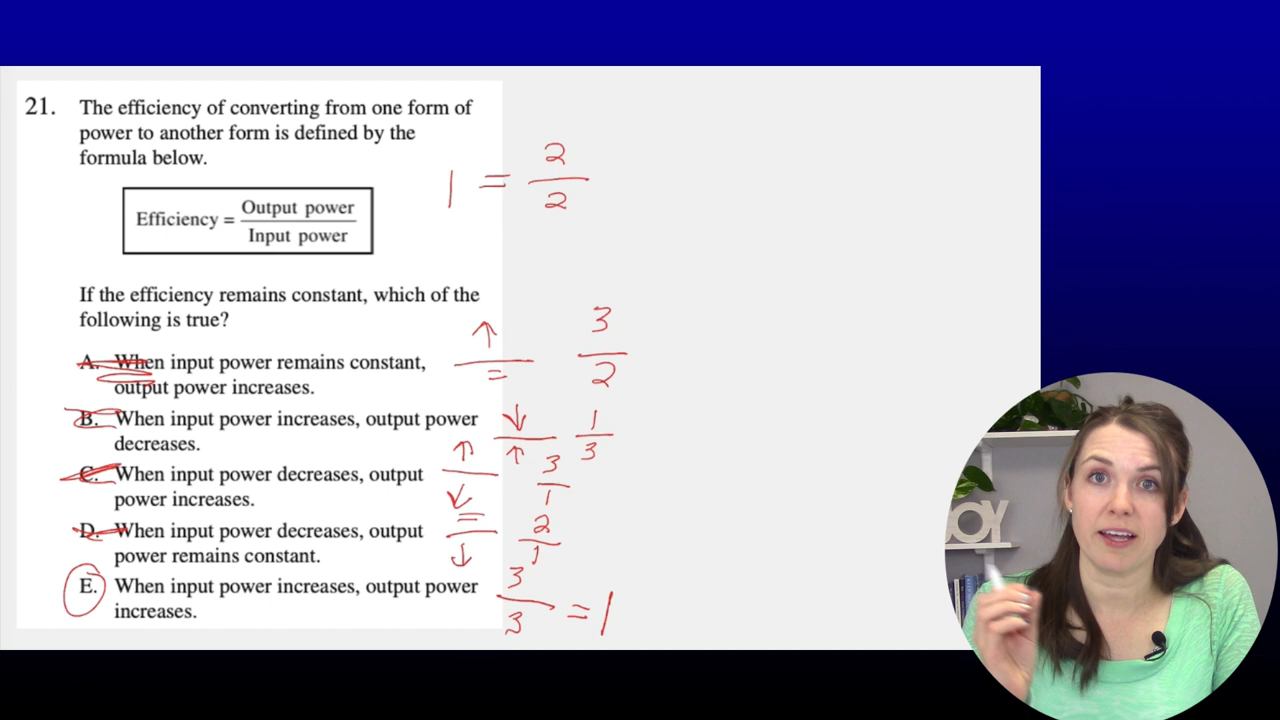 21. The efficiency of converting from one form of
power to another form is defined by the
formula below.
1 = 2/2
Efficiency = Output power
Input power
If the efficiency remains constant, which of the
following is true?
A. When input power remains constant,
output power increases.
↑/= 3/2
B. When input power increases, output power
decreases.
↓/↑ 1/3
C. When input power decreases, output
power increases.
↑/↓ 3/1
D. When input power decreases, output
power remains constant.
=/↓ 2/1
E. When input power increases, output power
increases.
3/3 = 1
JOY